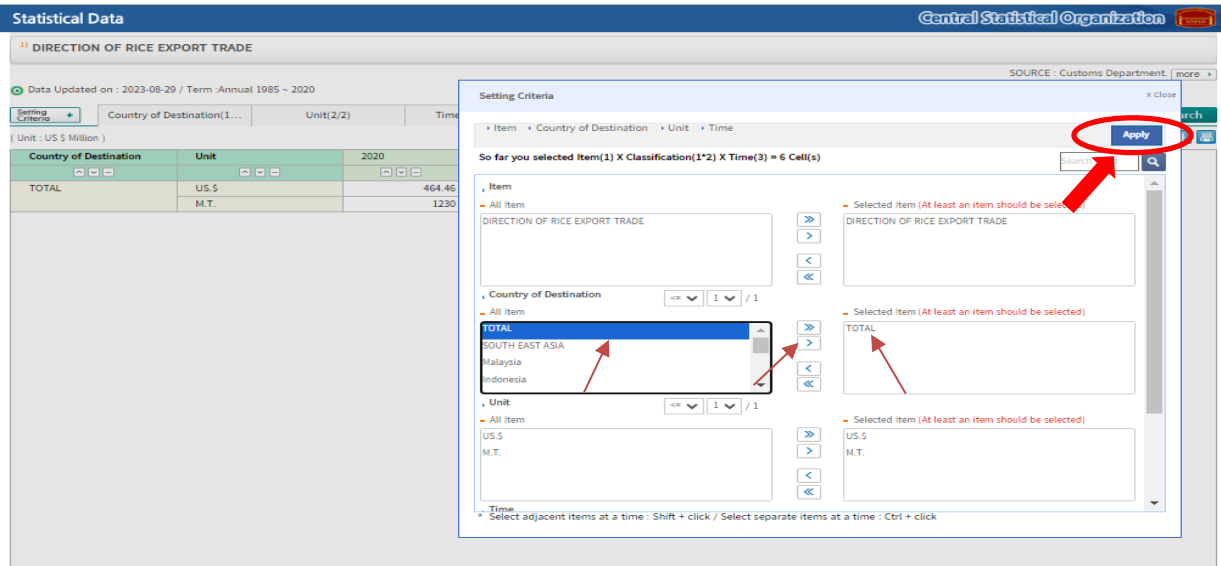 Statistical Data
Central Statistical Organization
1) DIRECTION OF RICE EXPORT TRADE
SOURCE : Customs Department. more
Data Updated on : 2023-08-29 / Term :Annual 1985 ~ 2020
Setting Criteria +
Country of Destination(1...
Unit(2/2)
Time
( Unit : US $ Million )
Country of Destination Unit 2020
TOTAL US.$ 464.46
M.T. 1230
Setting Criteria
X Close
Item Country of Destination Unit Time
Apply
So far you selected Item(1) X Classification(1*2) X Time(3) = 6 Cell(s)
Search
Item
All Item
Selected Item (At least an item should be selected)
DIRECTION OF RICE EXPORT TRADE
DIRECTION OF RICE EXPORT TRADE
>
<
Country of Destination <= 1 / 1
All Item
Selected Item (At least an item should be selected)
TOTAL
SOUTH EAST ASIA
Malaysia
Indonesia
>
<
TOTAL
Unit <= 1 / 1
All Item
Selected Item (At least an item should be selected)
US.$
M.T.
>
<
US.$
M.T.
Time
* Select adjacent items at a time : Shift + click / Select separate items at a time : Ctrl + click